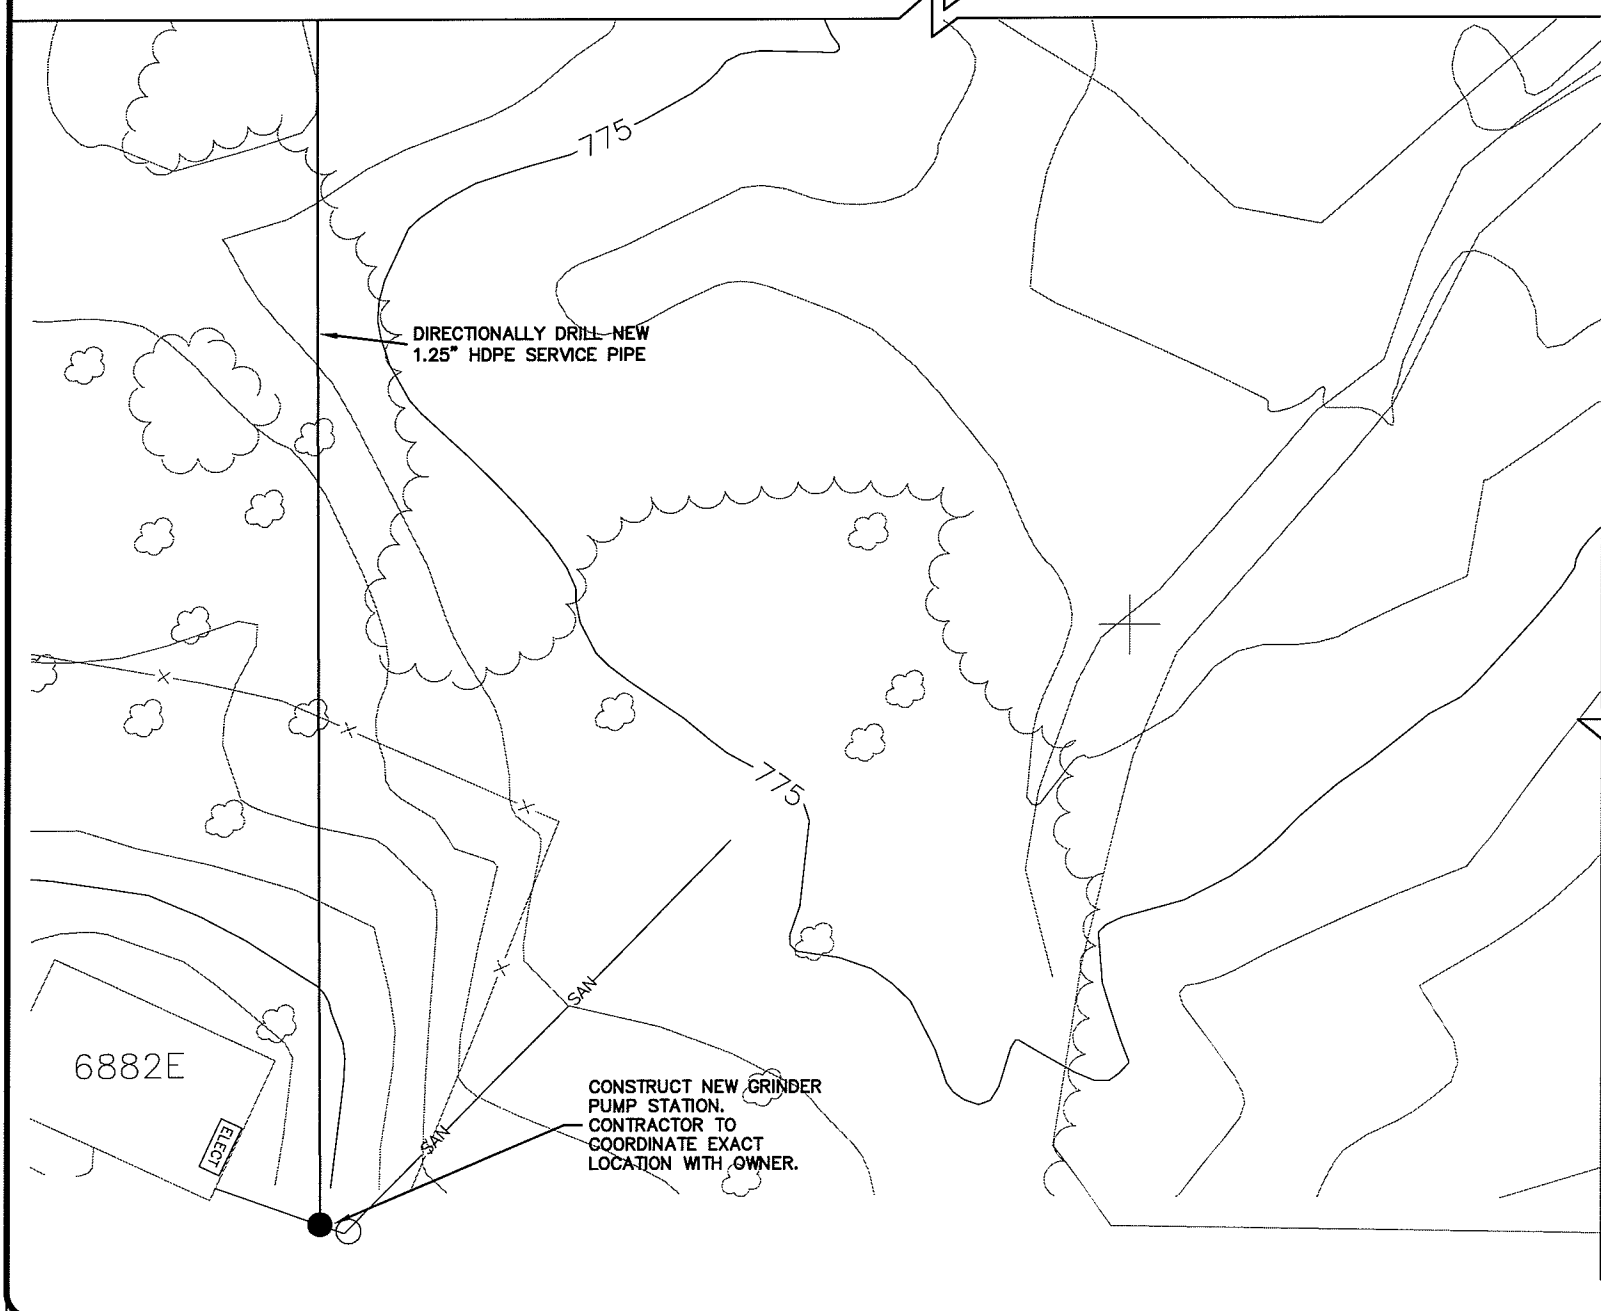 775
DIRECTIONALLY DRILL NEW
1.25" HDPE SERVICE PIPE
775
SAN
6882E
ELECT
SAN
CONSTRUCT NEW GRINDER
PUMP STATION.
CONTRACTOR TO
COORDINATE EXACT
LOCATION WITH OWNER.